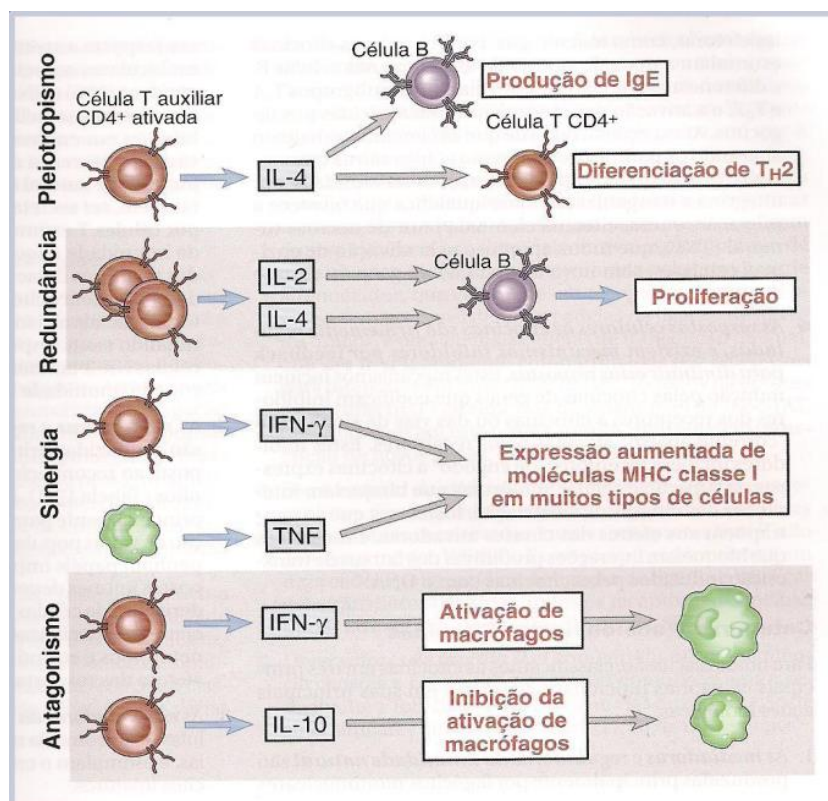 Pleiotropismo
Célula T auxiliar
CD4+ ativada
IL-4
Célula B
Produção de IgE
Célula T CD4+
Diferenciação de TH2
Redundância
IL-2
IL-4
Célula B
Proliferação
Sinergia
IFN-γ
TNF
Expressão aumentada de
moléculas MHC classe I
em muitos tipos de células
Antagonismo
IFN-γ
Ativação de
macrófagos
IL-10
Inibição da
ativação de
macrófagos